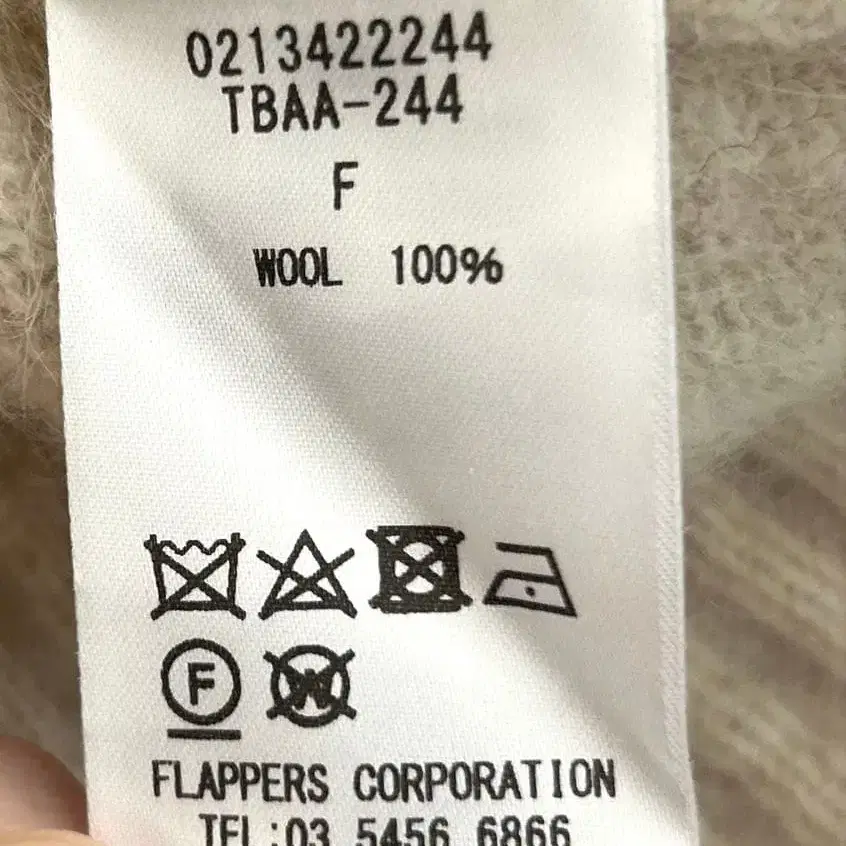 0213422244
TBAA-244
F
WOOL 100%
F W
FLAPPERS CORPORATION
TEL:03 5456 6866